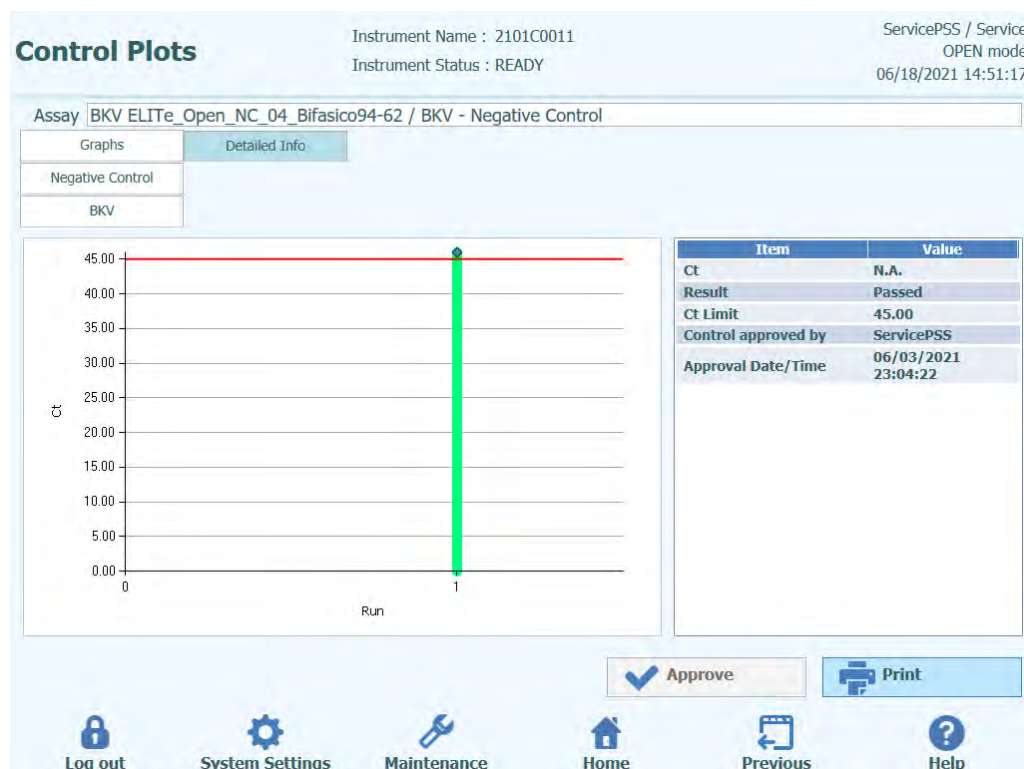 Control Plots
Instrument Name : 2101C0011
Instrument Status : READY
ServicePSS / Service
OPEN mode
06/18/2021 14:51:17
Assay BKV ELITe_Open_NC_04_Bifasico94-62 / BKV - Negative Control
Graphs
Detailed Info
Negative Control
BKV
45.00
40.00
35.00
30.00
25.00
20.00
15.00
10.00
5.00
0.00
Ct
0
1
Run
Item Value
Ct N.A.
Result Passed
Ct Limit 45.00
Control approved by ServicePSS
Approval Date/Time 06/03/2021
23:04:22
Approve
Print
Log out
System Settings
Maintenance
Home
Previous
Help